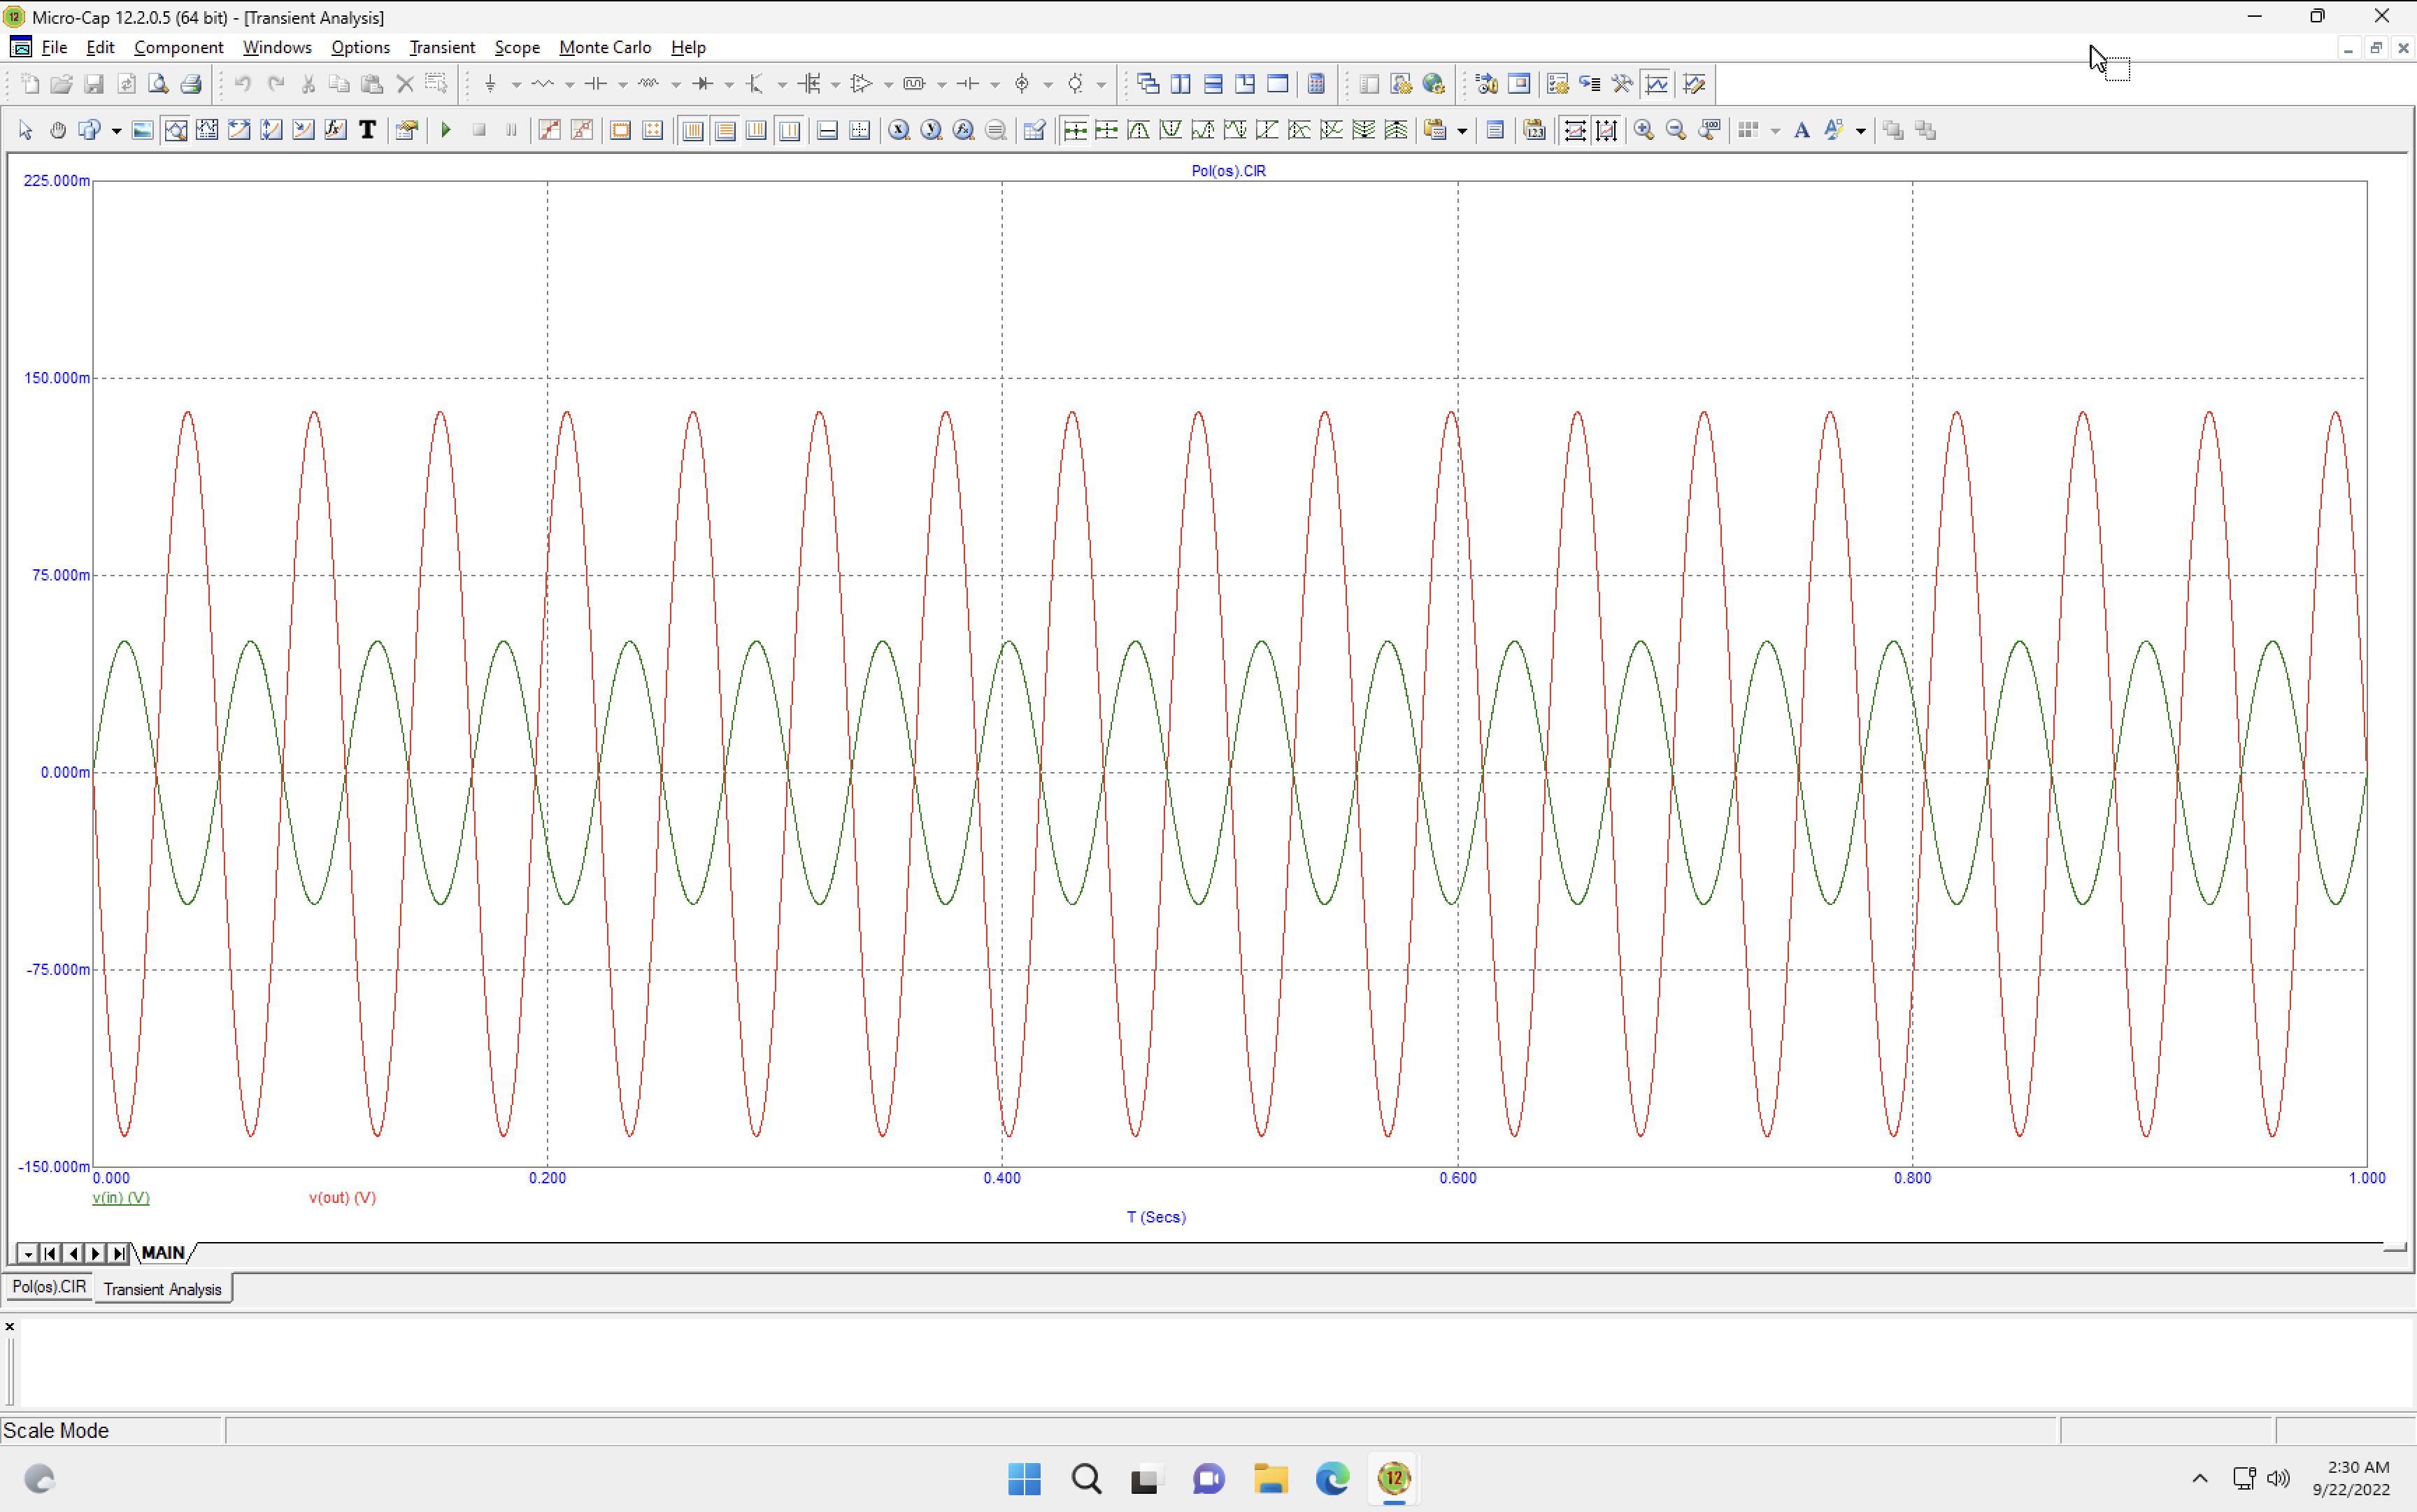 Micro-Cap 12.2.0.5 (64 bit) - [Transient Analysis]
File Edit Component Windows Options Transient Scope Monte Carlo Help
Pol(os).CIR
225.000m
150.000m
75.000m
0.000m
-75.000m
-150.000m
0.000 0.200 0.400 0.600 0.800 1.000
v(in) (V) v(out) (V)
T (Secs)
MAIN
Pol(os).CIR Transient Analysis
Scale Mode
12
2:30 AM
9/22/2022